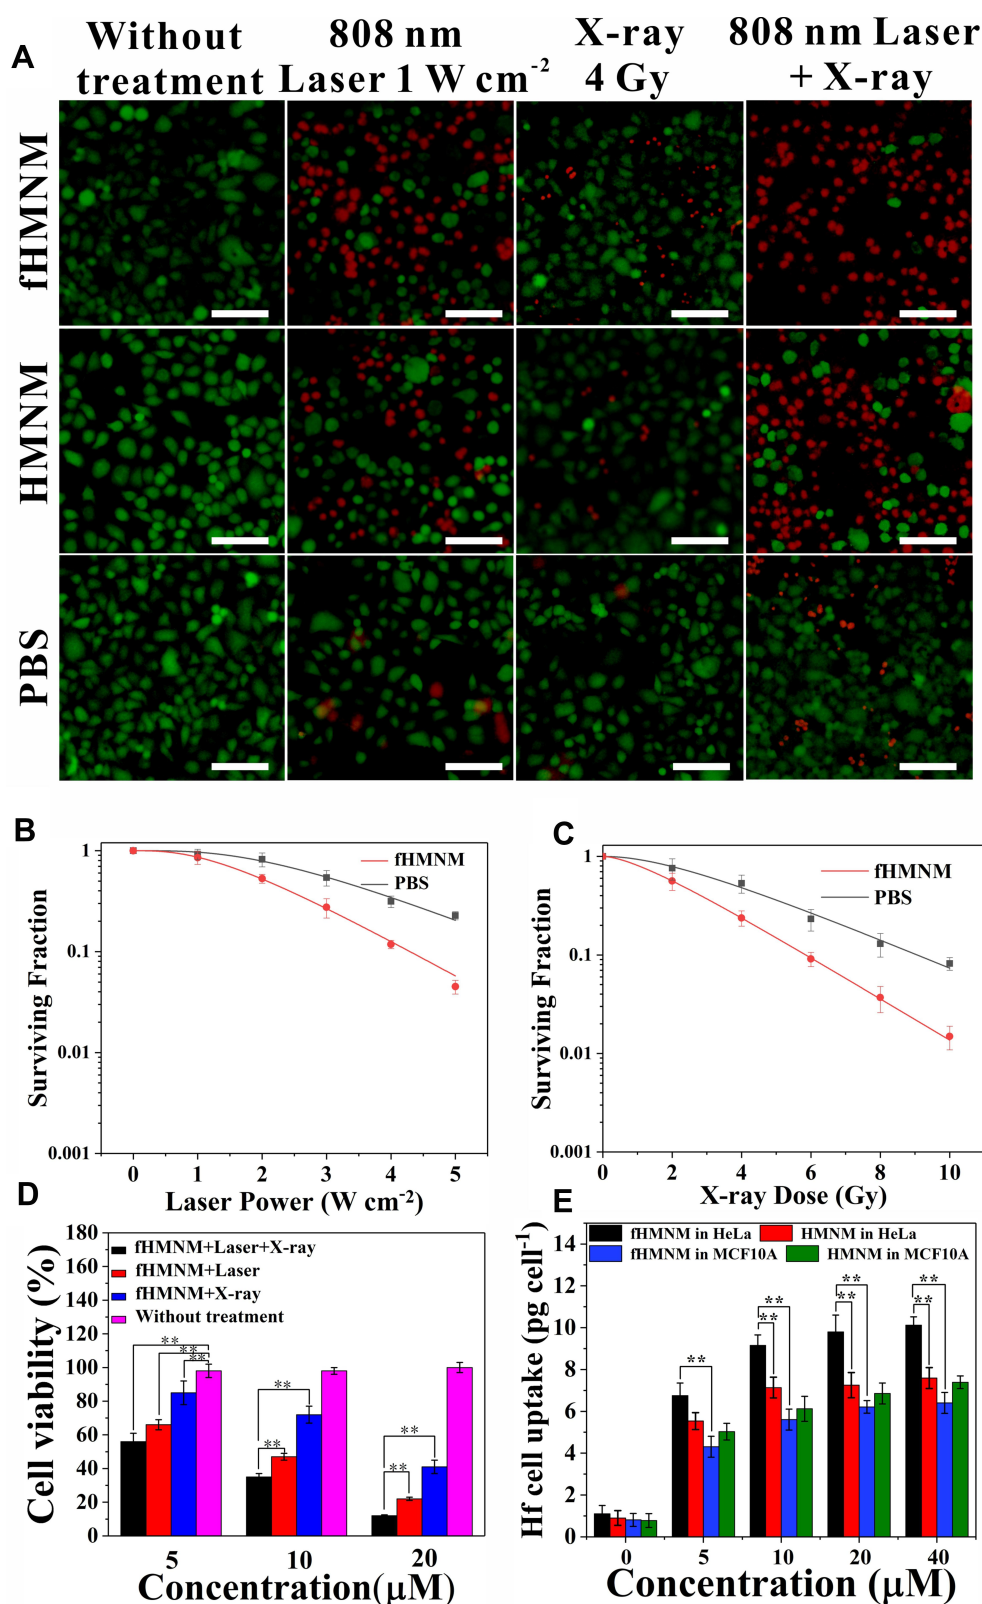 A
Without treatment
808 nm Laser 1 W cm-2
X-ray 4 Gy
808 nm Laser + X-ray
fHMNM
HMNM
PBS
B
1
0.1
0.01
0.001
Surviving Fraction
fHMNM
PBS
0 1 2 3 4 5
Laser Power (W cm-2)
C
1
0.1
0.01
0.001
Surviving Fraction
fHMNM
PBS
0 2 4 6 8 10
X-ray Dose (Gy)
D
180
160
140
120
100
80
60
40
20
0
Cell viability (%)
fHMNM+Laser+X-ray
fHMNM+Laser
fHMNM+X-ray
Without treatment
**
**
**
**
**
**
**
5 10 20
Concentration(μM)
E
14
12
10
8
6
4
2
0
Hf cell uptake (pg cell-1)
fHMNM in HeLa HMNM in HeLa
fHMNM in MCF10A HMNM in MCF10A
**
**
**
**
**
**
**
0 5 10 20 40
Concentration (μM)